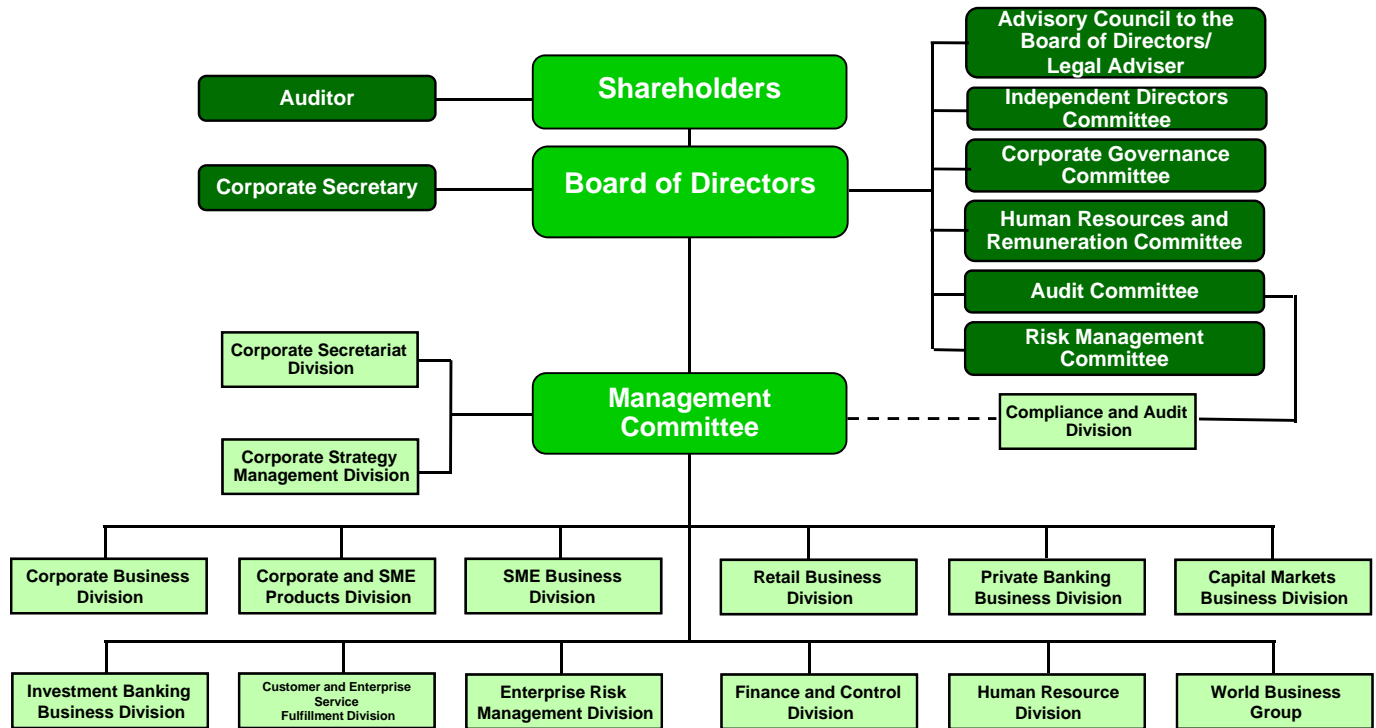 Shareholders
Auditor
Board of Directors
Corporate Secretary
Advisory Council to the
Board of Directors/
Legal Adviser
Independent Directors
Committee
Corporate Governance
Committee
Human Resources and
Remuneration Committee
Audit Committee
Risk Management
Committee
Corporate Secretariat
Division
Management
Committee
Compliance and Audit
Division
Corporate Strategy
Management Division
Corporate Business
Division
Corporate and SME
Products Division
SME Business
Division
Retail Business
Division
Private Banking
Business Division
Capital Markets
Business Division
Investment Banking
Business Division
Customer and Enterprise
Service
Fulfillment Division
Enterprise Risk
Management Division
Finance and Control
Division
Human Resource
Division
World Business
Group